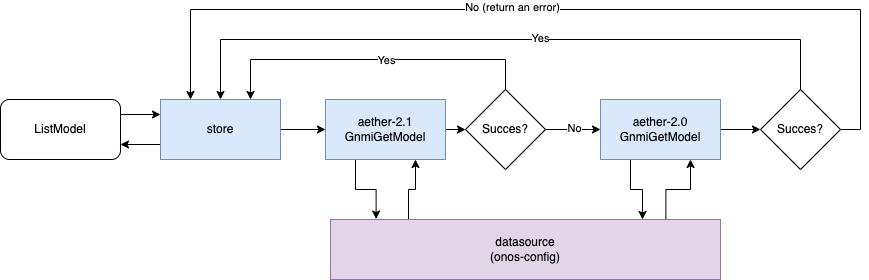 No (return an error)
Yes
Yes
ListModel
store
aether-2.1
GnmiGetModel
Succes?
No
aether-2.0
GnmiGetModel
Succes?
datasource
(onos-config)